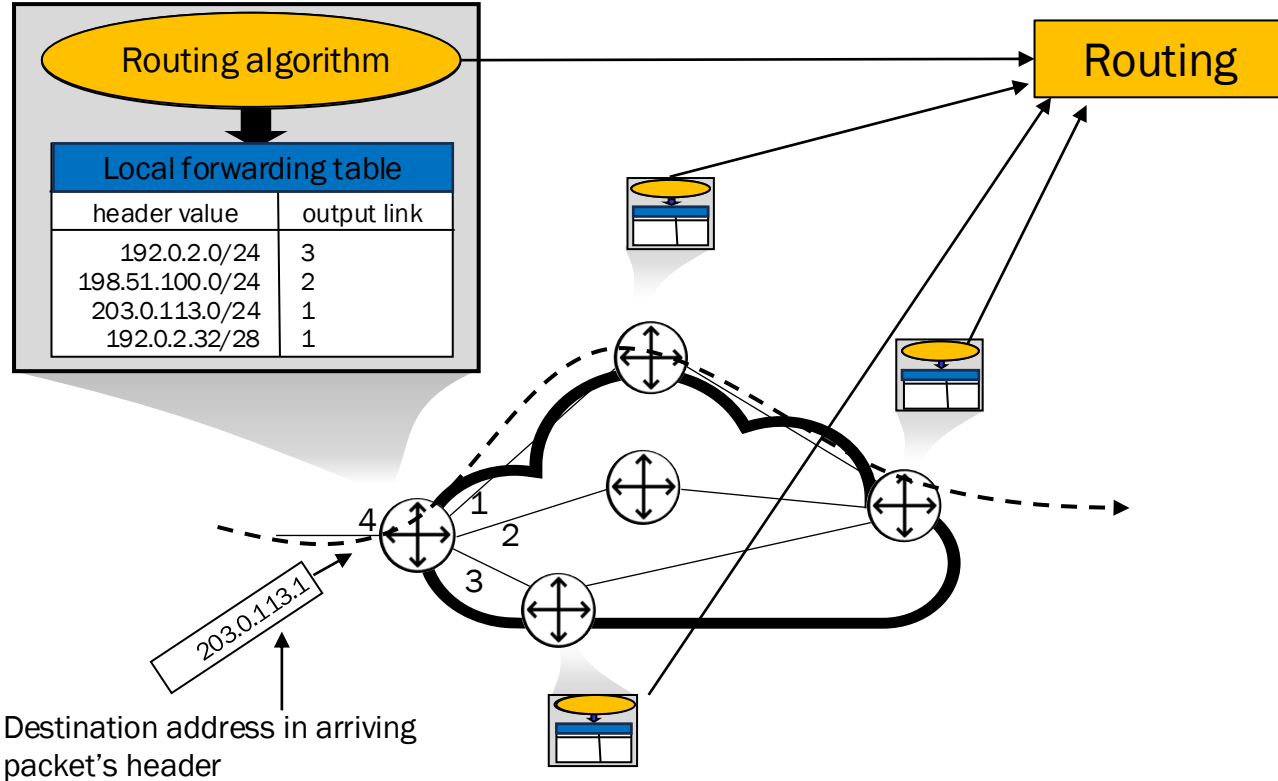 Routing algorithm
Routing
Local forwarding table
header value output link
192.0.2.0/24 3
198.51.100.0/24 2
203.0.113.0/24 1
192.0.2.32/28 1
4
1
2
3
203.0.113.1
Destination address in arriving
packet’s header